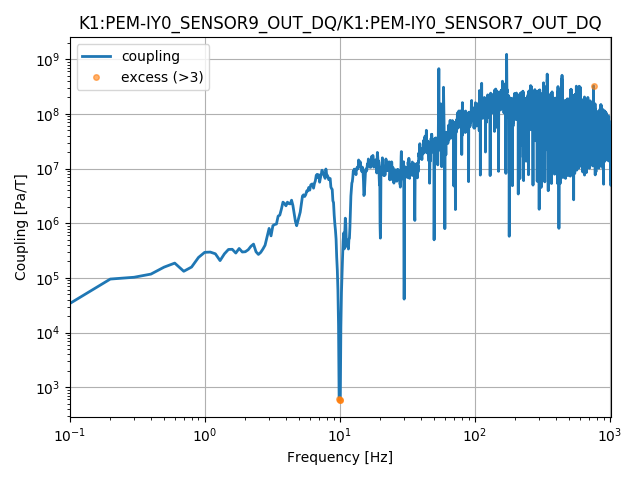 K1:PEM-IY0_SENSOR9_OUT_DQ/K1:PEM-IY0_SENSOR7_OUT_DQ
coupling
excess (>3)
Coupling [Pa/T]
10⁹
10⁸
10⁷
10⁶
10⁵
10⁴
10³
10⁻¹ 10⁰ 10¹ 10² 10³
Frequency [Hz]